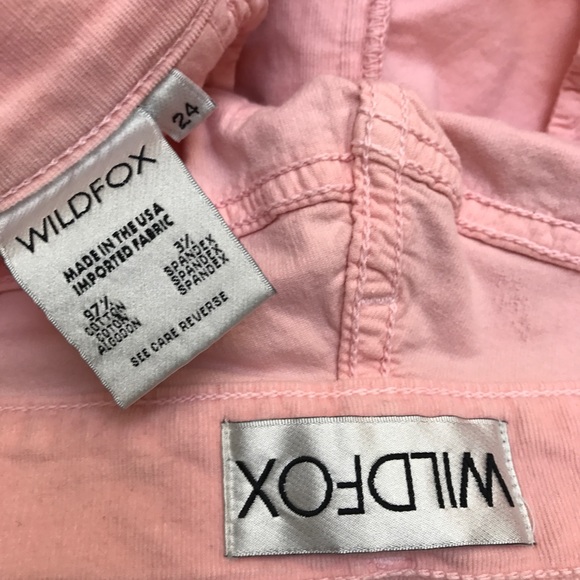 24
WILDFOX
MADE IN THE USA
IMPORTED FABRIC
97% 3%
COTTON SPANDEX
COTON SPANDEX
ALGODON SPANDEX
SEE CARE REVERSE
WILDFOX